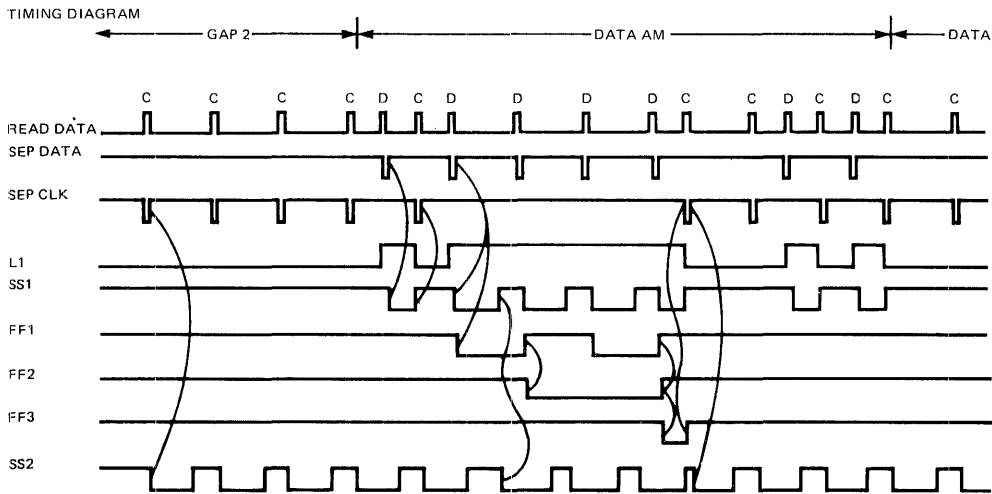 TIMING DIAGRAM
GAP 2 DATA AM DATA
C C C C D C D D D D C C D C D C C
READ DATA
SEP DATA
SEP CLK
L1
SS1
FF1
FF2
FF3
SS2